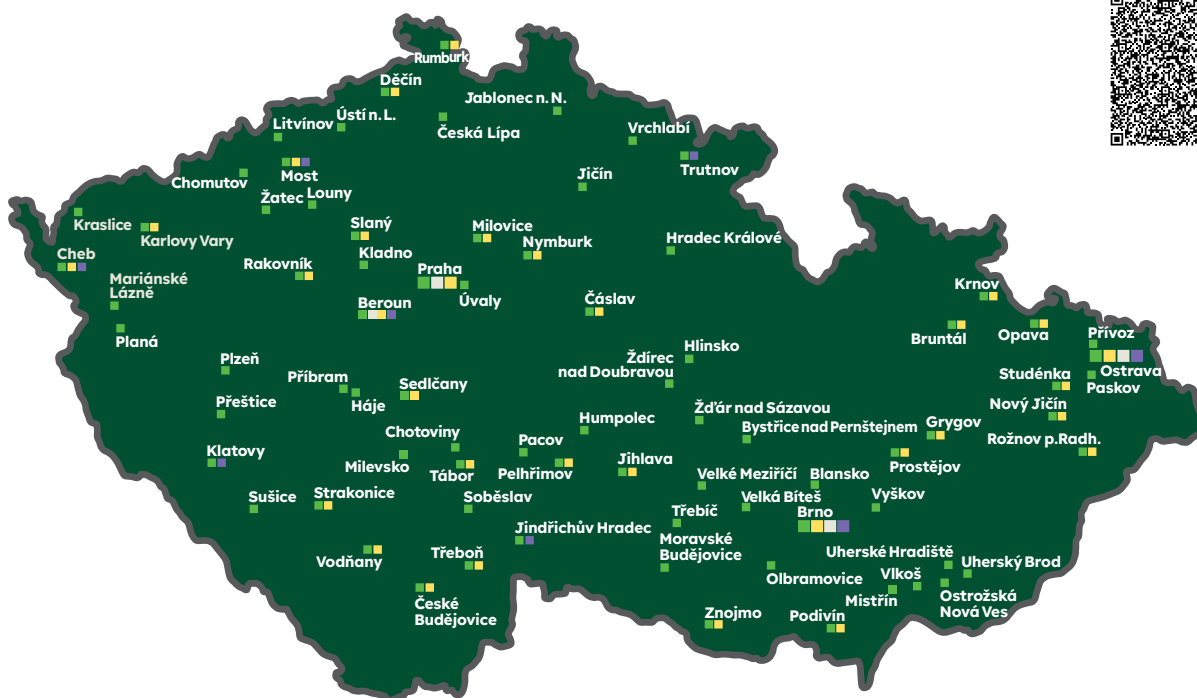 Rumburk
Děčín
Jablonec n. N.
Ústí n. L.
Litvínov
Česká Lípa
Vrchlabí
Most
Trutnov
Chomutov
Jičín
Žatec
Louny
Kraslice
Slaný
Milovice
Karlovy Vary
Nymburk
Hradec Králové
Cheb
Kladno
Rakovník
Praha
Mariánské
Lázně
Krnov
Úvaly
Beroun
Čáslav
Přívoz
Planá
Bruntál
Opava
Hlinsko
Plzeň
Ždírec
nad Doubravou
Ostrava
Studénka
Příbram
Sedlčany
Paskov
Přeštice
Háje
Nový Jičín
Žďár nad Sázavou
Humpolec
Grygov
Bystřice nad Pernštejnem
Chotoviny
Pacov
Rožnov p.Radh.
Klatovy
Jihlava
Milevsko
Prostějov
Tábor
Pelhřimov
Velké Meziříčí
Blansko
Sušice
Strakonice
Soběslav
Velká Bíteš
Vyškov
Třebíč
Brno
Jindřichův Hradec
Moravské
Budějovice
Třeboň
Uherské Hradiště
Vodňany
Uherský Brod
Olbramovice
Vlkoš
Ostrožská
Nová Ves
Mistřín
České
Budějovice
Znojmo
Podivín